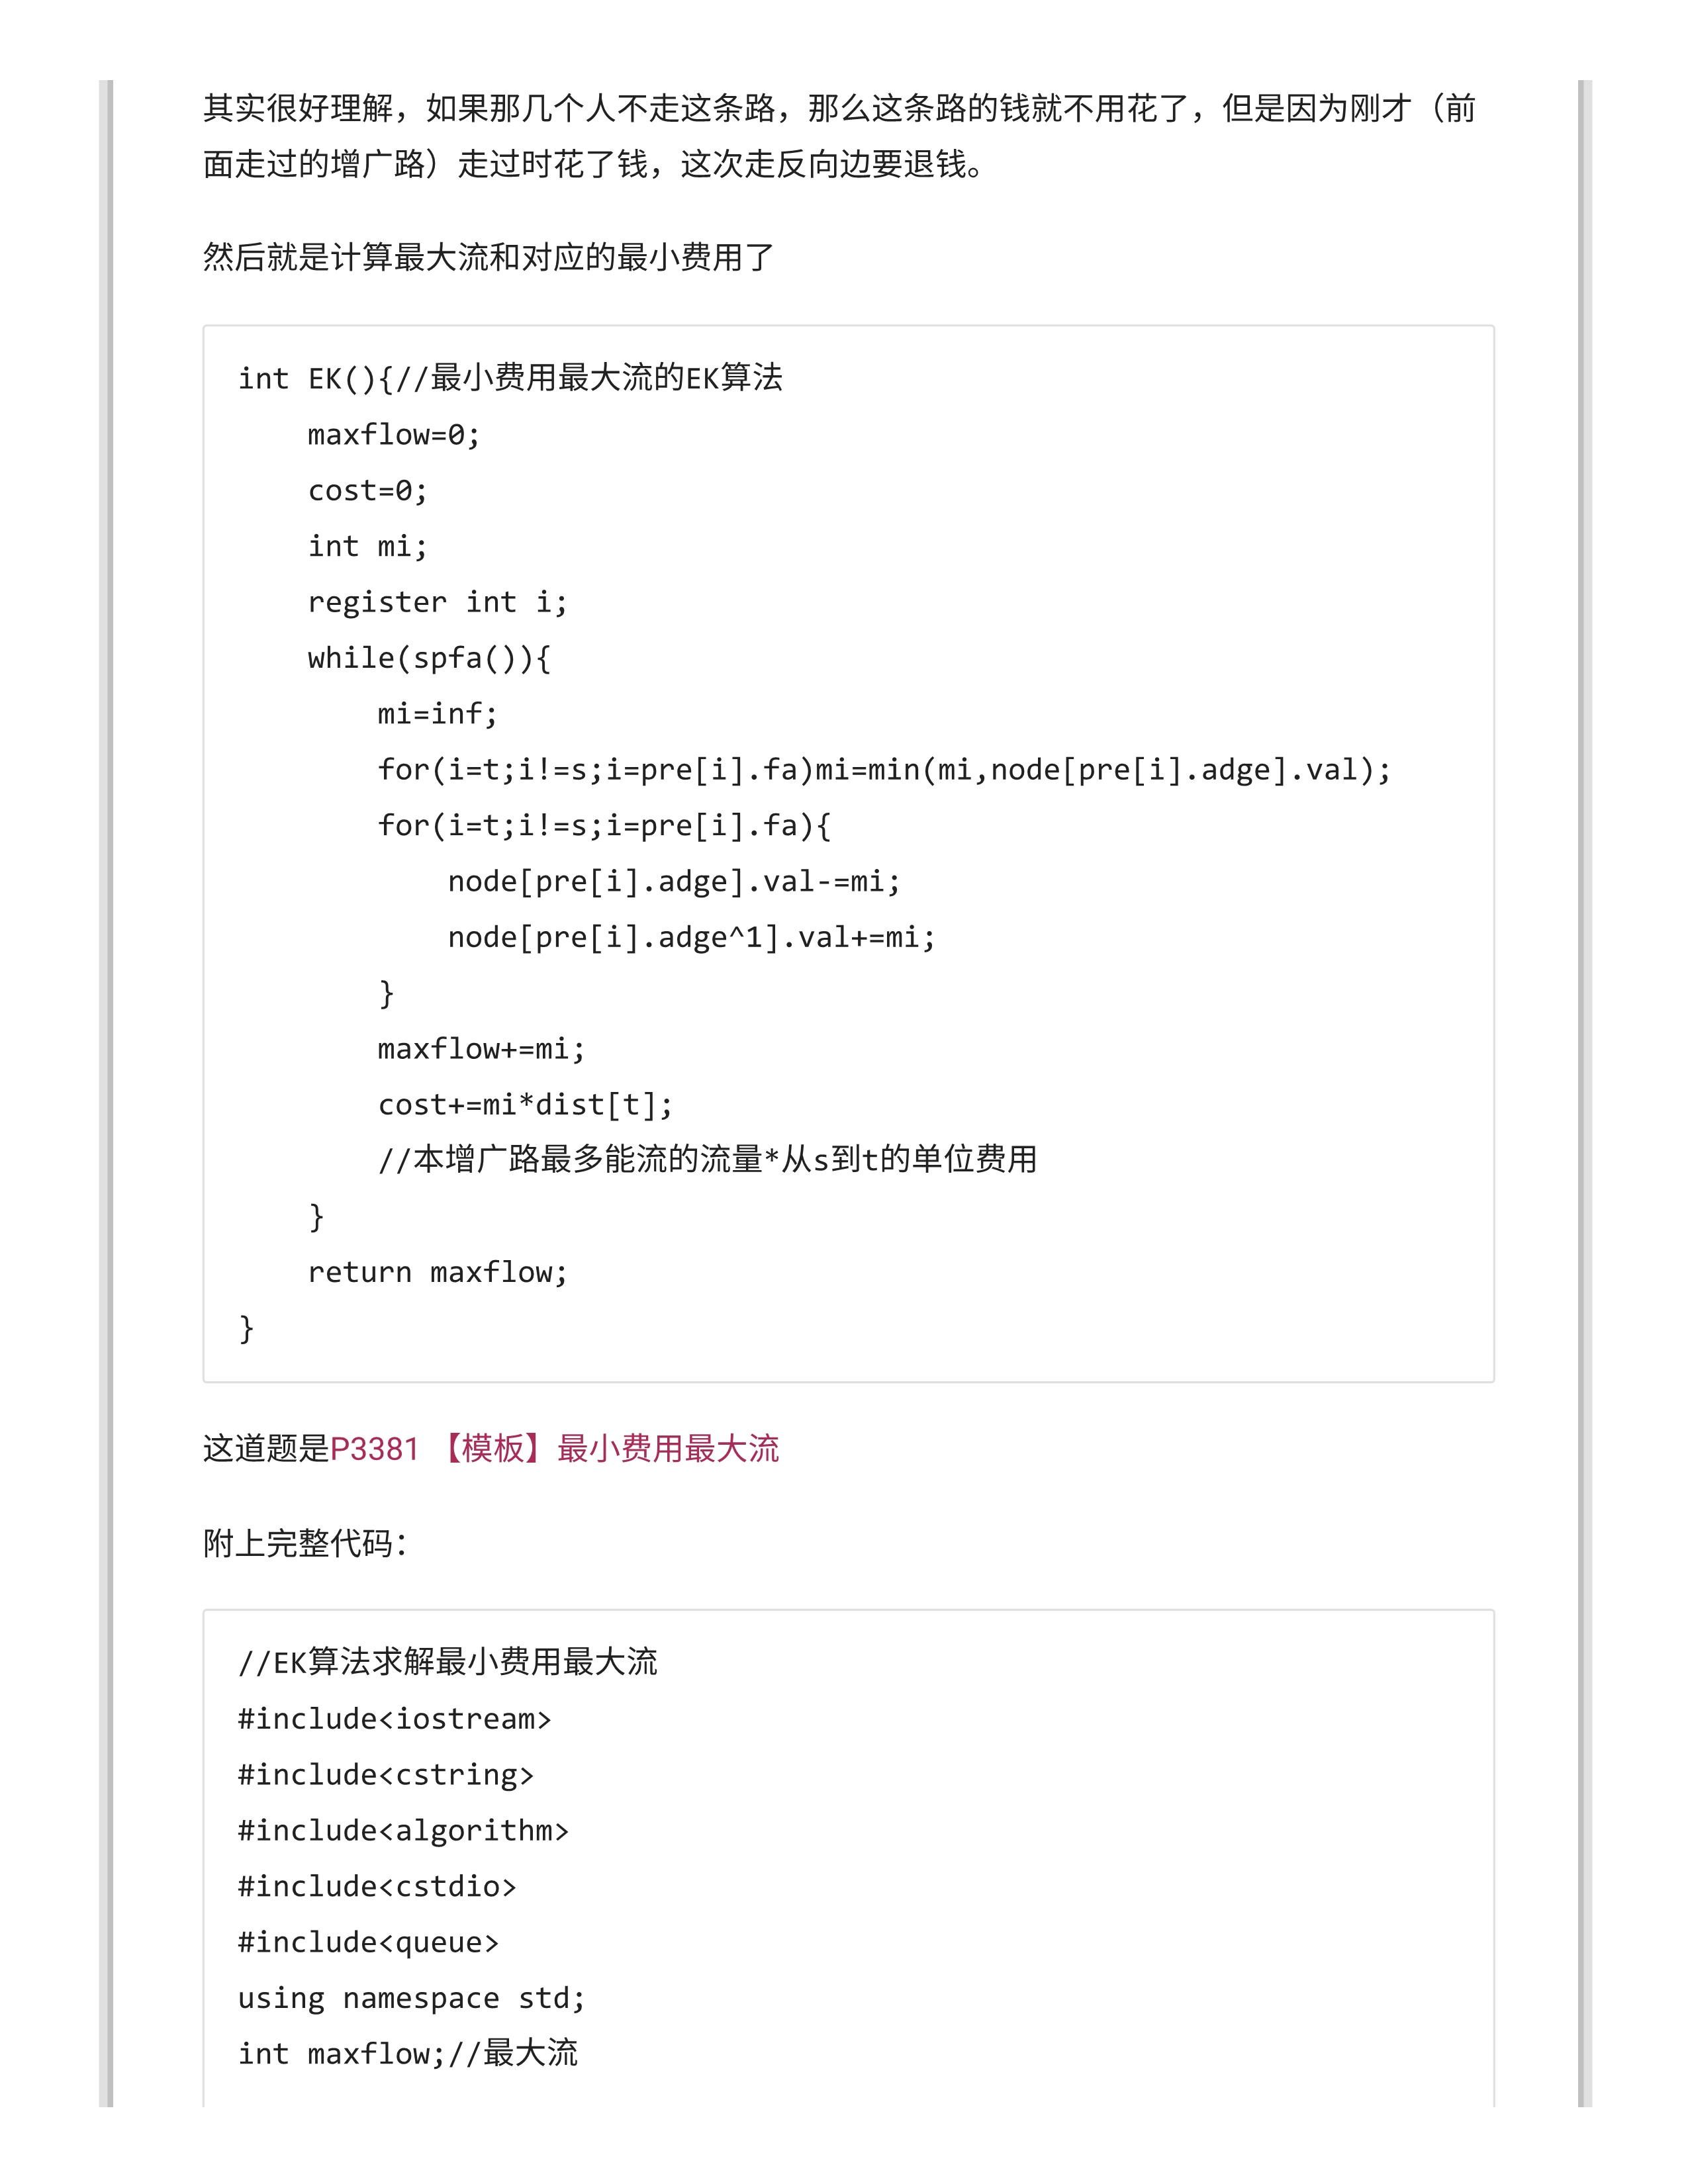 其实很好理解，如果那几个人不走这条路，那么这条路的钱就不用花了，但是因为刚才（前
面走过的增广路）走过时花了钱，这次走反向边要退钱。
然后就是计算最大流和对应的最小费用了
int EK(){//最小费用最大流的EK算法
    maxflow=0;
    cost=0;
    int mi;
    register int i;
    while(spfa()){
        mi=inf;
        for(i=t;i!=s;i=pre[i].fa)mi=min(mi,node[pre[i].adge].val);
        for(i=t;i!=s;i=pre[i].fa){
            node[pre[i].adge].val-=mi;
            node[pre[i].adge^1].val+=mi;
        }
        maxflow+=mi;
        cost+=mi*dist[t];
        //本增广路最多能流的流量*从s到t的单位费用
    }
    return maxflow;
}
这道题是P3381 【模板】最小费用最大流
附上完整代码：
//EK算法求解最小费用最大流
#include<iostream>
#include<cstring>
#include<algorithm>
#include<cstdio>
#include<queue>
using namespace std;
int maxflow;//最大流